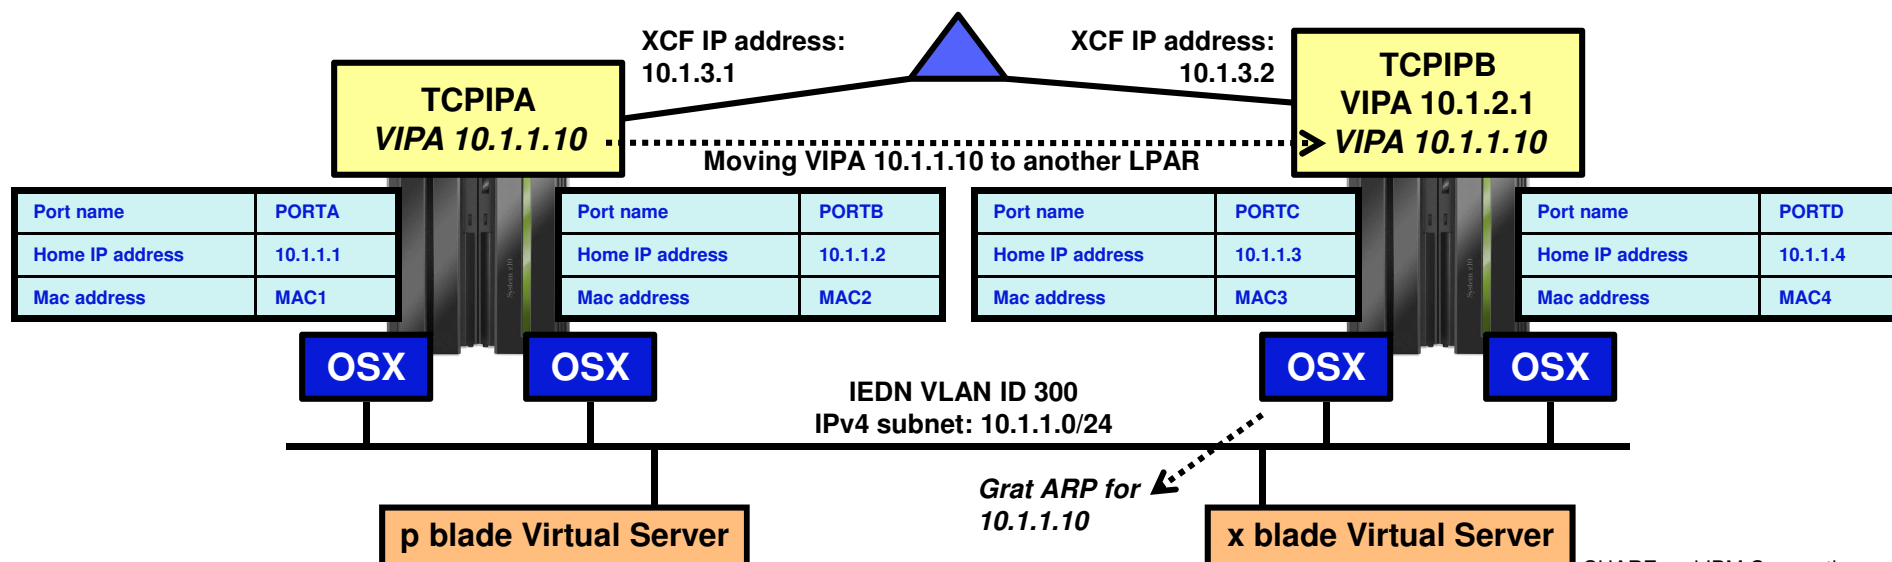 XCF IP address:
10.1.3.1
XCF IP address:
10.1.3.2
TCPIPA
VIPA 10.1.1.10
TCPIPB
VIPA 10.1.2.1
VIPA 10.1.1.10
Moving VIPA 10.1.1.10 to another LPAR
Port name PORTA
Home IP address 10.1.1.1
Mac address MAC1
Port name PORTB
Home IP address 10.1.1.2
Mac address MAC2
Port name PORTC
Home IP address 10.1.1.3
Mac address MAC3
Port name PORTD
Home IP address 10.1.1.4
Mac address MAC4
System z10
System z10
OSX
OSX
OSX
OSX
IEDN VLAN ID 300
IPv4 subnet: 10.1.1.0/24
Grat ARP for
10.1.1.10
p blade Virtual Server
x blade Virtual Server